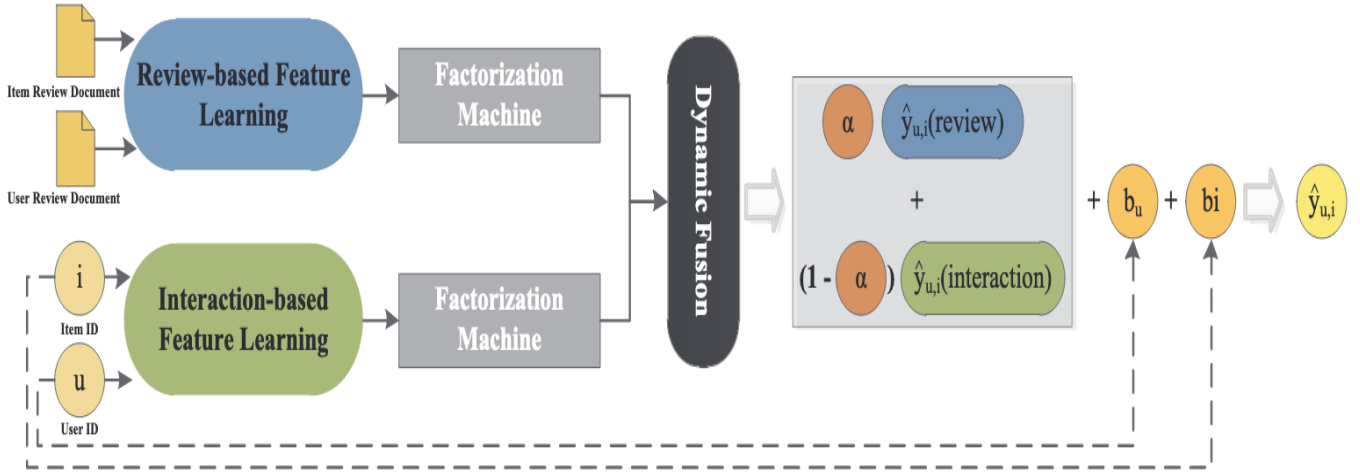 Item Review Document
User Review Document
Review-based Feature
Learning
Factorization
Machine
i
Item ID
u
User ID
Interaction-based
Feature Learning
Factorization
Machine
Dynamic Fusion
α ŷu,i(review)
+
(1 - α) ŷu,i(interaction)
+ bu + bi
ŷu,i